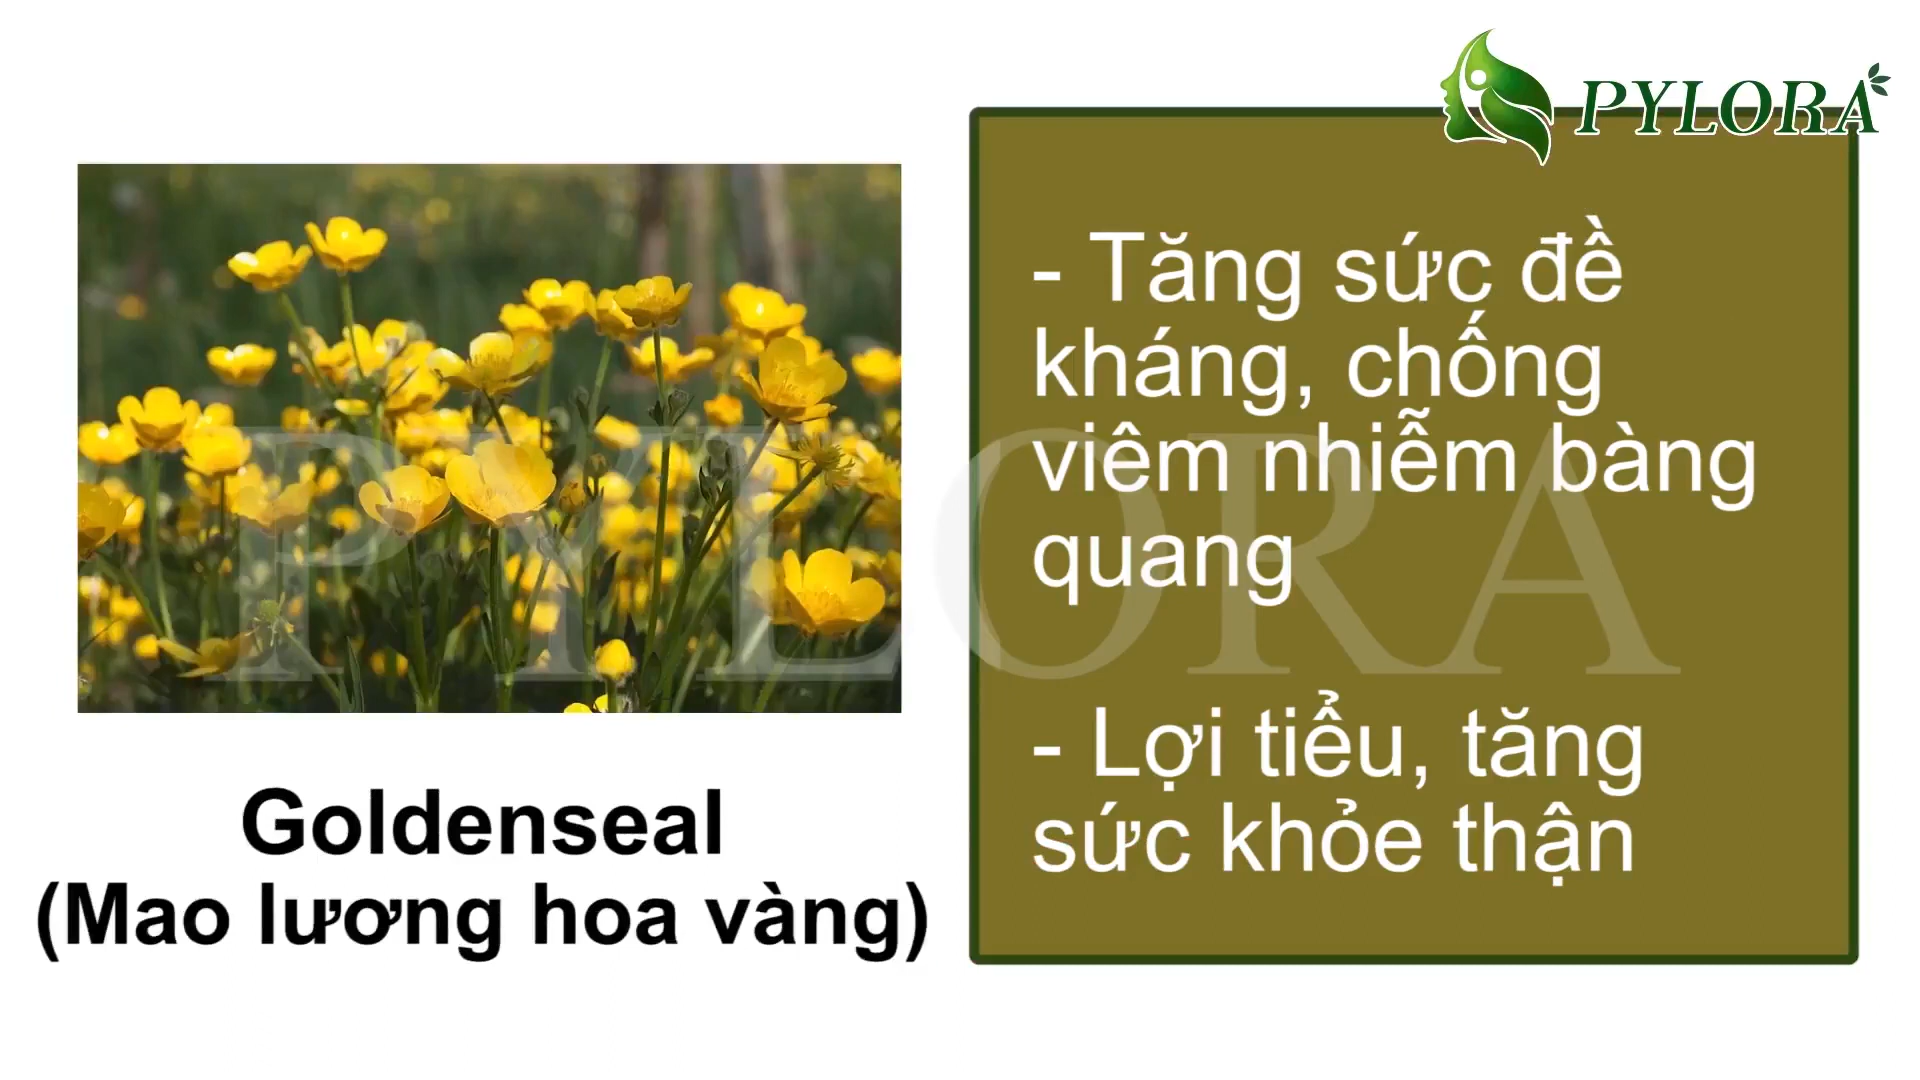 PYLORA
- Tăng sức đề
kháng, chống
viêm nhiễm bàng
quang
- Lợi tiểu, tăng
sức khỏe thận
PYLORA
Goldenseal
(Mao lương hoa vàng)